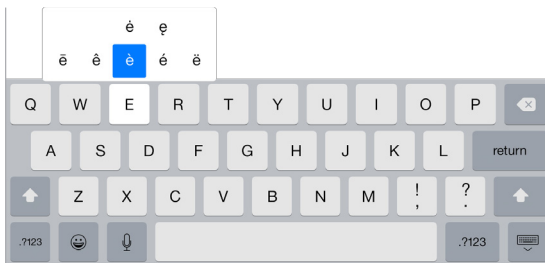 ė ę
ē ê è é ë
Q W E R T Y U I O P
A S D F G H J K L return
Z X C V B N M ! ?
, .
.?123 .?123